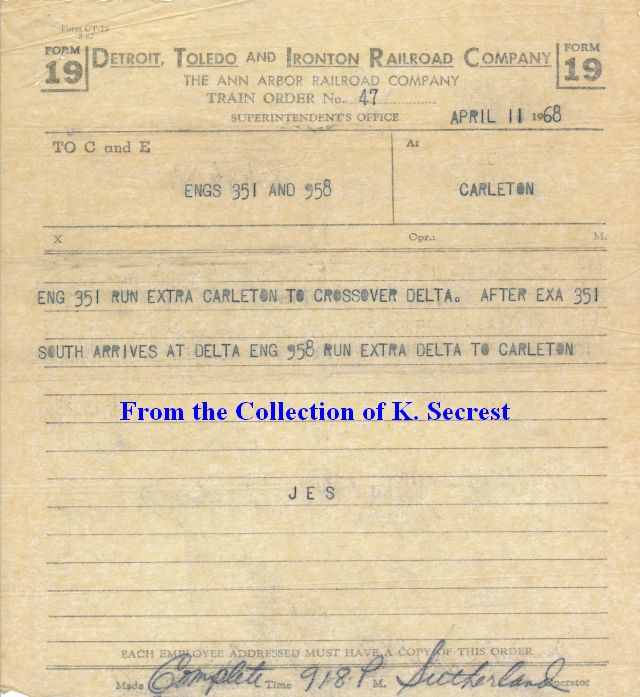 Form CT-19
3-67
FORM 19 DETROIT, TOLEDO AND IRONTON RAILROAD COMPANY FORM 19
THE ANN ARBOR RAILROAD COMPANY
TRAIN ORDER No. 47
SUPERINTENDENT'S OFFICE APRIL 11 1968
TO C and E At
ENGS 351 AND 958 CARLETON
X Opr.: M.
ENG 351 RUN EXTRA CARLETON TO CROSSOVER DELTA. AFTER EXA 351
SOUTH ARRIVES AT DELTA ENG 958 RUN EXTRA DELTA TO CARLETON
From the Collection of K. Secrest
J E S
EACH EMPLOYEE ADDRESSED MUST HAVE A COPY OF THIS ORDER
Made Complete Time 918 P M. Sutherland Operator